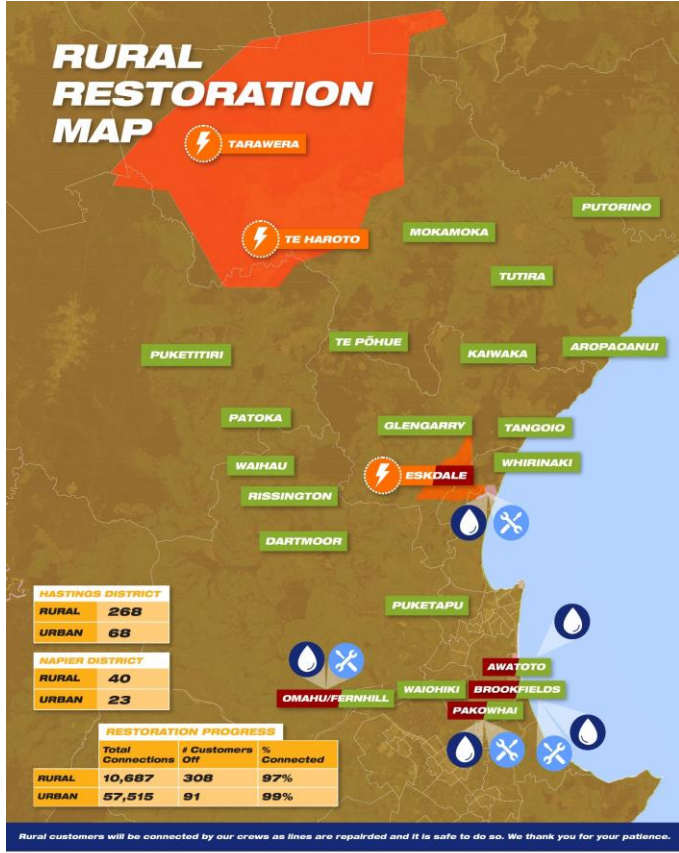 RURAL
RESTORATION
MAP
TARAWERA
PUTORINO
MOKAMOKA
TE HAROTO
TUTIRA
TE PŌHUE
AROPAOANUI
PUKETITIRI
KAIWAKA
PATOKA
GLENGARRY
TANGOIO
WAIHAU
WHIRINAKI
ESKDALE
RISSINGTON
DARTMOOR
PUKETAPU
HASTINGS DISTRICT
RURAL 268
URBAN 68
NAPIER DISTRICT
RURAL 40
URBAN 23
AWATOTO
OMAHU/FERNHILL
WAIOHIKI
BROOKFIELDS
PAKOWHAI
RESTORATION PROGRESS
Total # Customers %
Connections Off Connected
RURAL 10,687 308 97%
URBAN 57,515 91 99%
Rural customers will be connected by our crews as lines are repairded and it is safe to do so. We thank you for your patience.